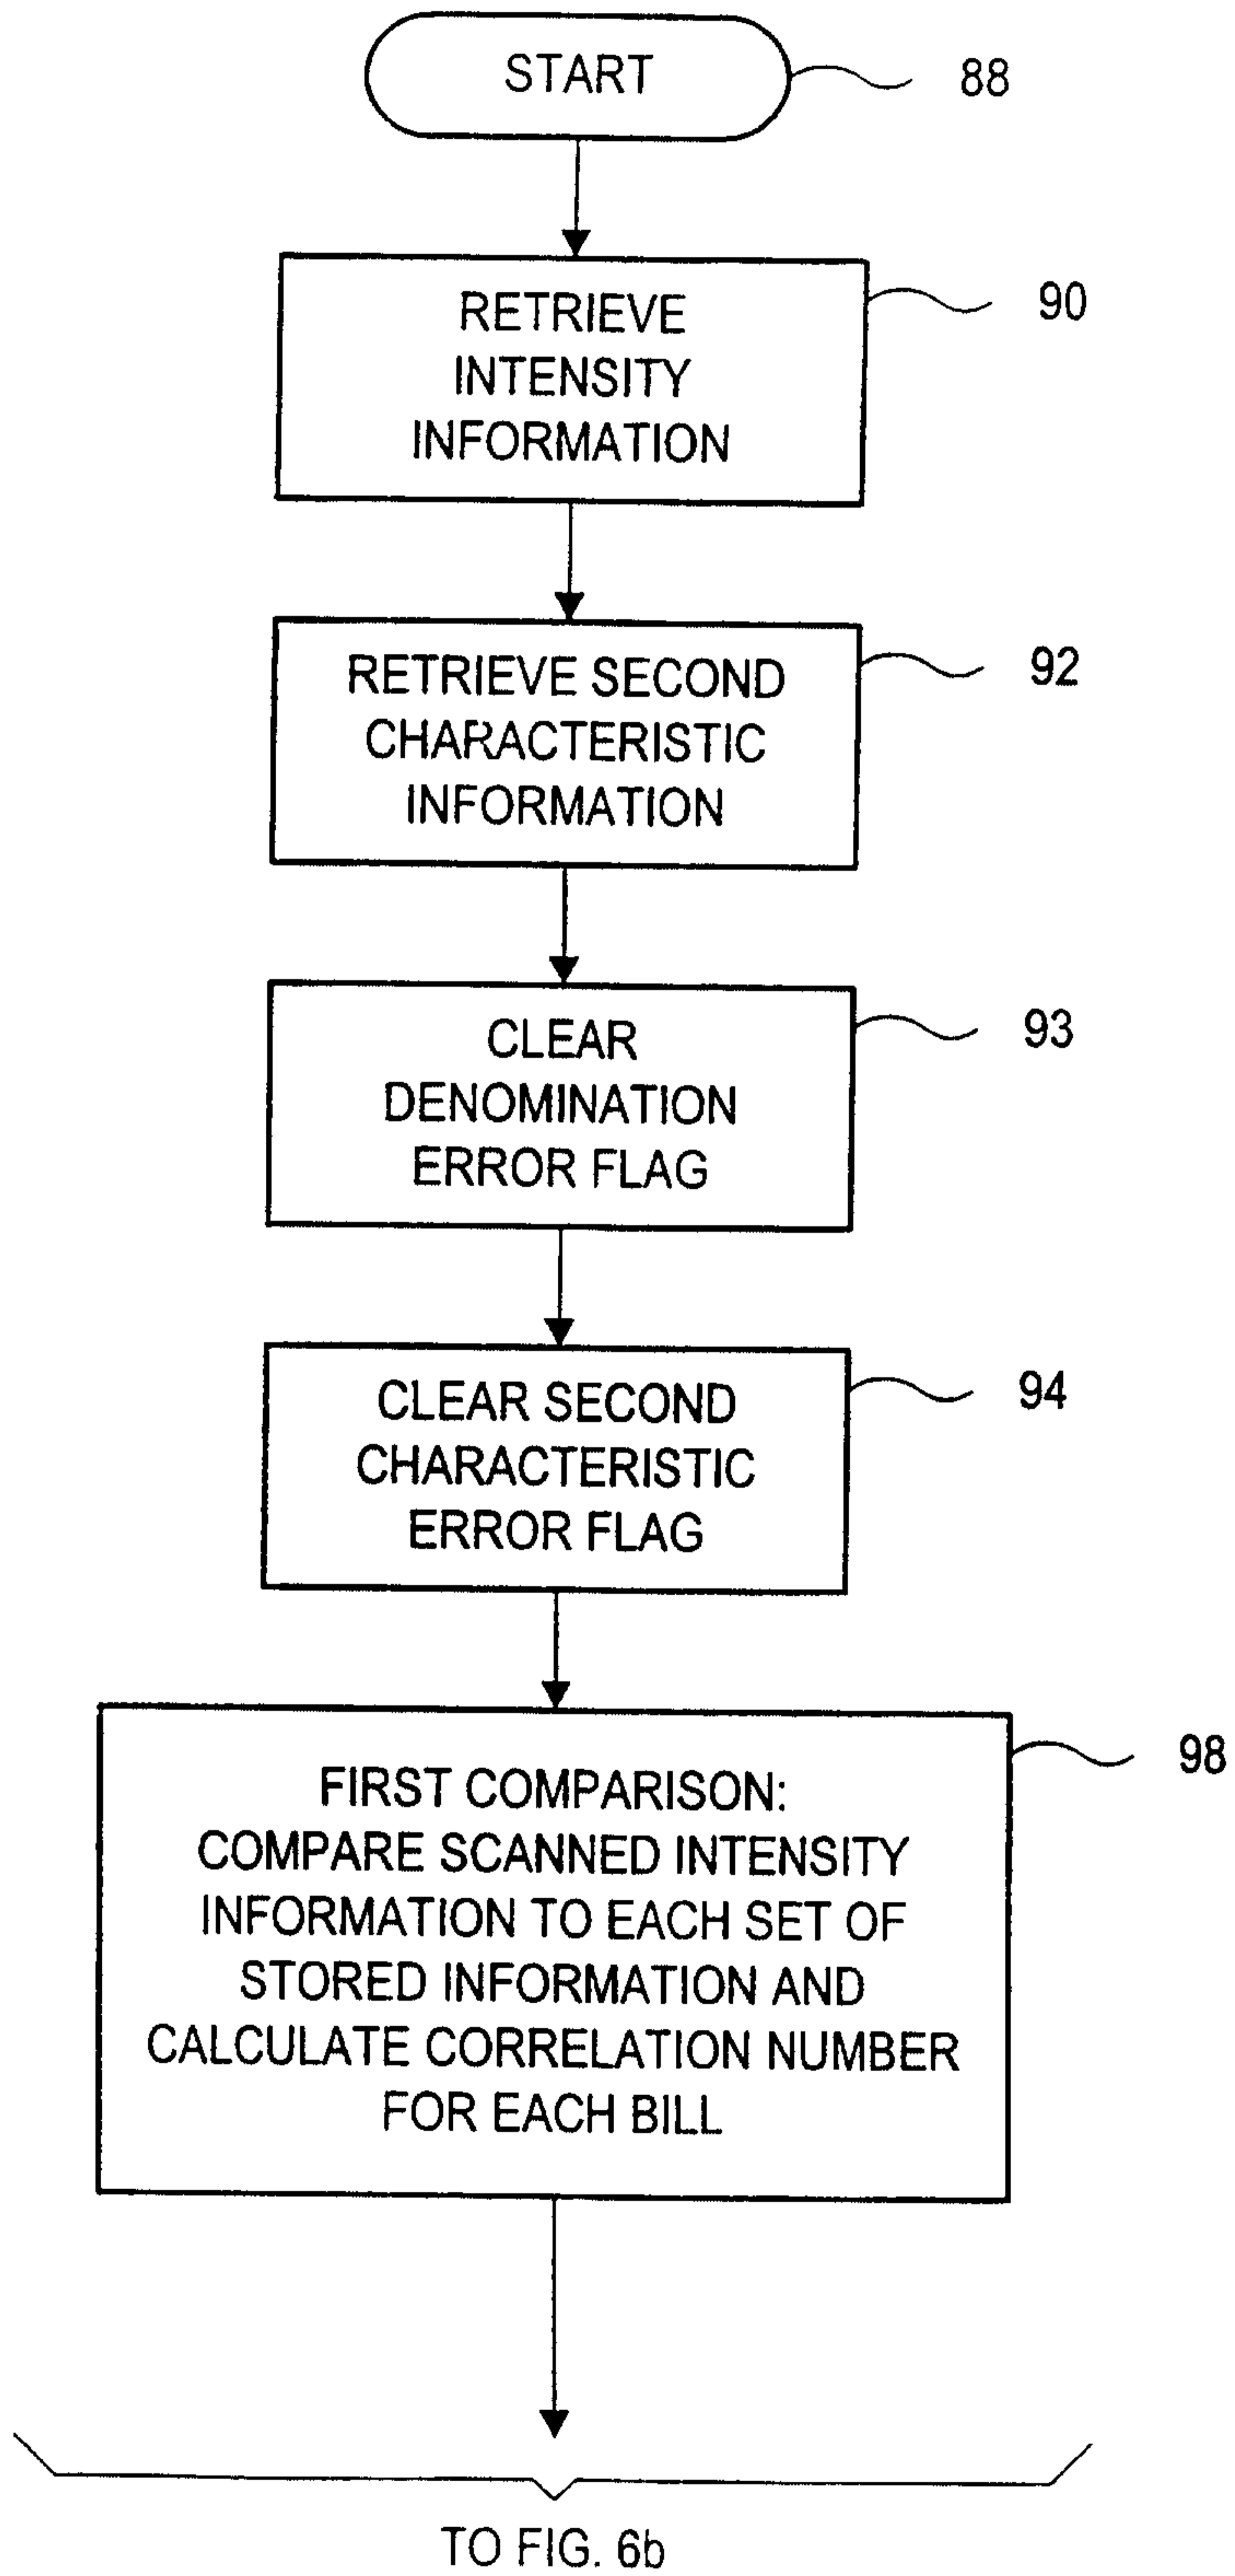 START
88
RETRIEVE
INTENSITY
INFORMATION
90
RETRIEVE SECOND
CHARACTERISTIC
INFORMATION
92
CLEAR
DENOMINATION
ERROR FLAG
93
CLEAR SECOND
CHARACTERISTIC
ERROR FLAG
94
FIRST COMPARISON:
COMPARE SCANNED INTENSITY
INFORMATION TO EACH SET OF
STORED INFORMATION AND
CALCULATE CORRELATION NUMBER
FOR EACH BILL
98
TO FIG. 6b